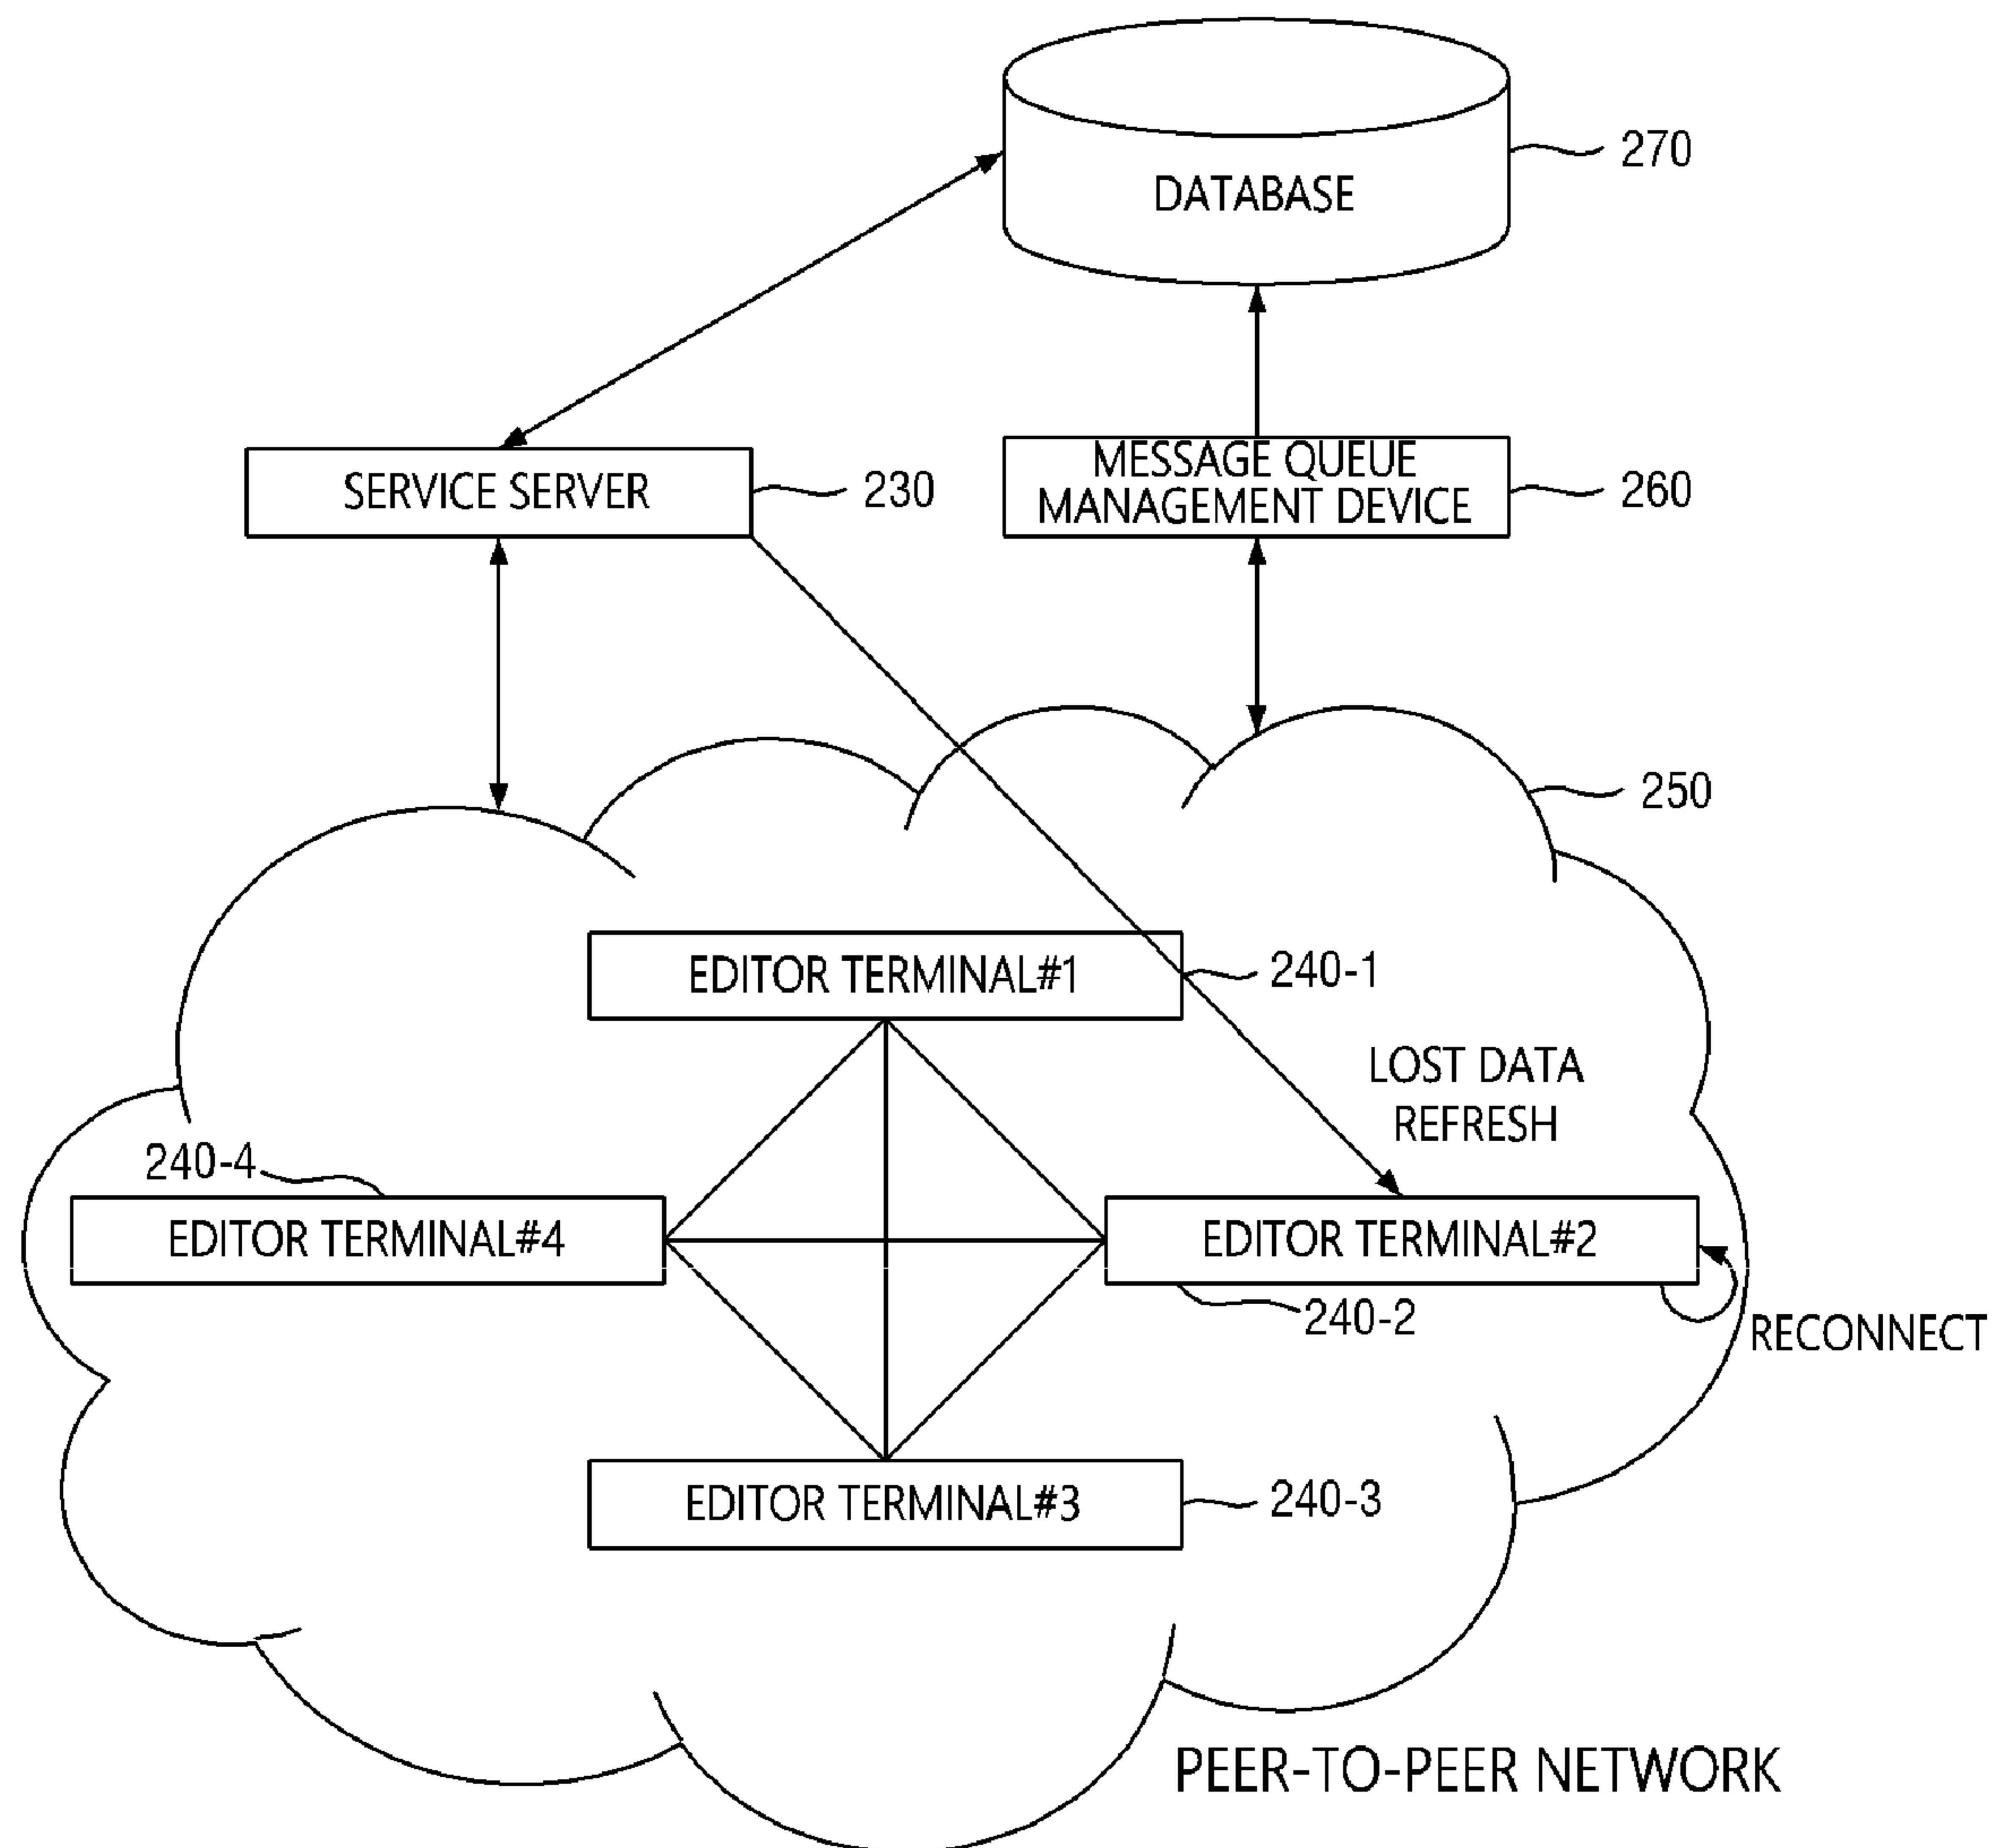 270
DATABASE
SERVICE SERVER
230
MESSAGE QUEUE
MANAGEMENT DEVICE
260
250
EDITOR TERMINAL#1
240-1
LOST DATA
REFRESH
240-4
EDITOR TERMINAL#4
EDITOR TERMINAL#2
240-2
RECONNECT
EDITOR TERMINAL#3
240-3
PEER-TO-PEER NETWORK